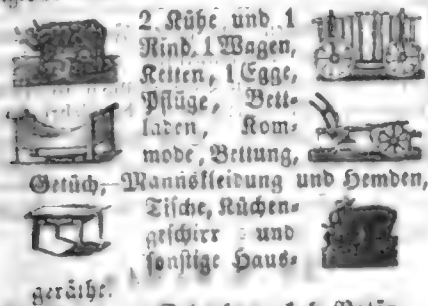 2 Kühe und 1
Rind, 1 Wagen,
Ketten, 1 Egge,
Pflüge, Bett-
laden, Kom-
mode, Bettung,
Getüch, Mannskleidung und Hemden,
Tische, Küchen-
geschirr und
sonstige Haus-
geräthe.